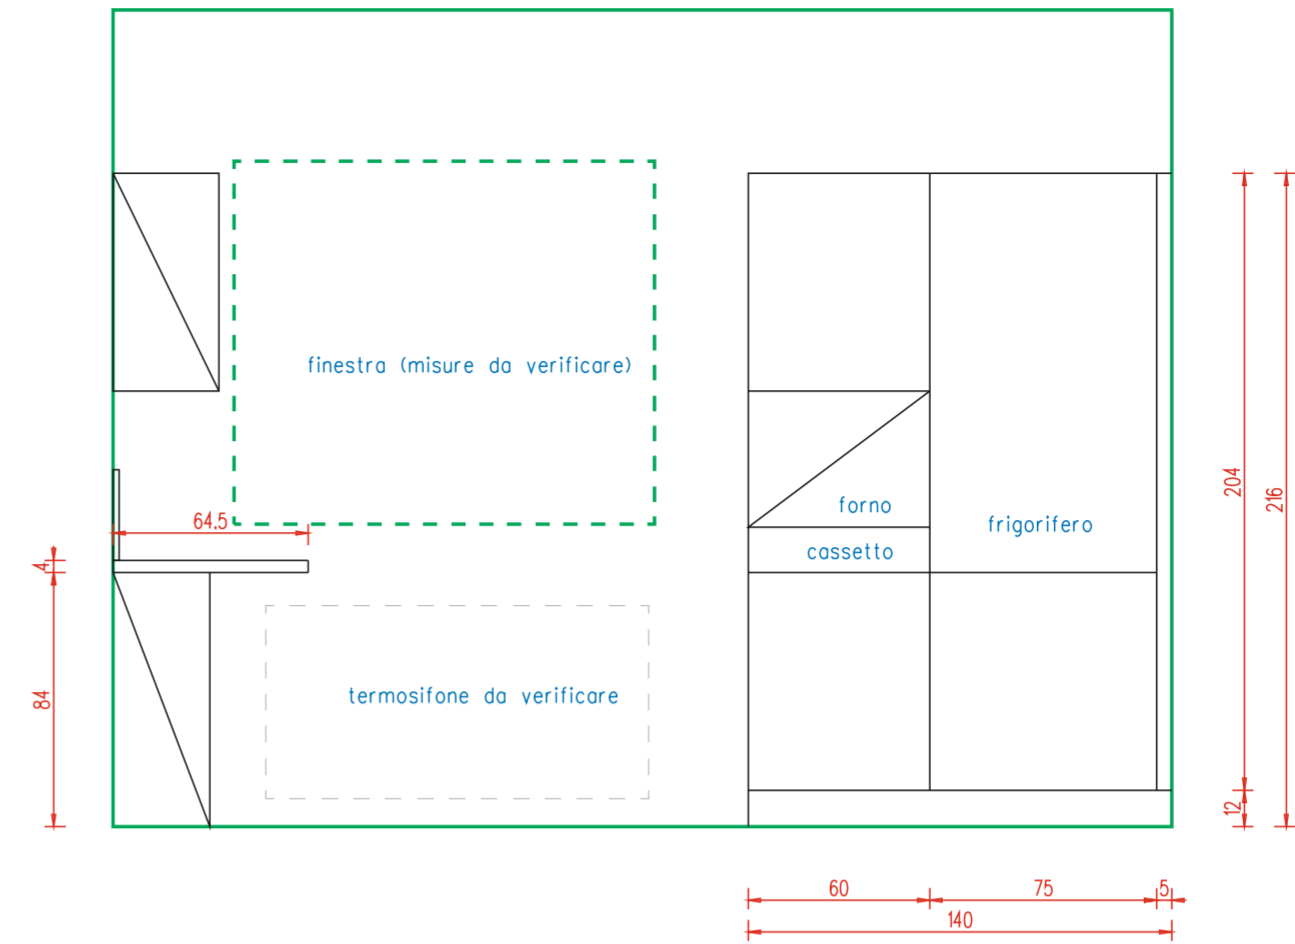 finestra (misure da verificare)
64.5
4
84
forno
cassetto
frigorifero
204
216
12
termosifone da verificare
60
75
5
140